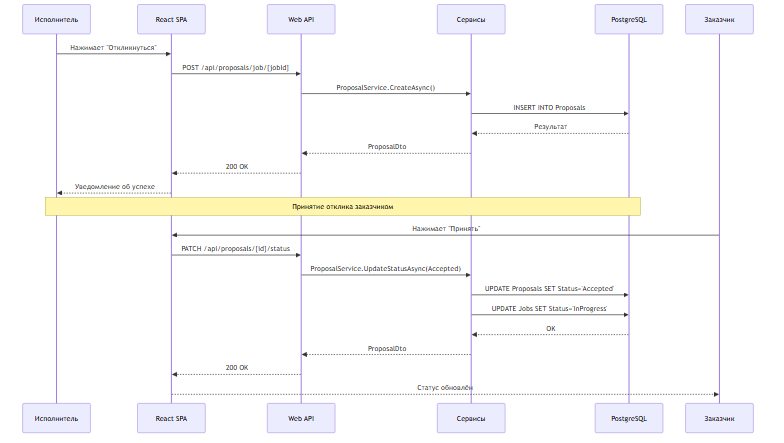 Исполнитель React SPA Web API Сервисы PostgreSQL Заказчик
Нажимает "Откликнуться"
POST /api/proposals/job/[jobId]
ProposalService.CreateAsync()
INSERT INTO Proposals
Результат
ProposalDto
200 OK
Уведомление об успехе
Принятие отклика заказчиком
Нажимает "Принять"
PATCH /api/proposals/[id]/status
ProposalService.UpdateStatusAsync(Accepted)
UPDATE Proposals SET Status='Accepted'
UPDATE Jobs SET Status='InProgress'
OK
ProposalDto
200 OK
Статус обновлён
Исполнитель React SPA Web API Сервисы PostgreSQL Заказчик